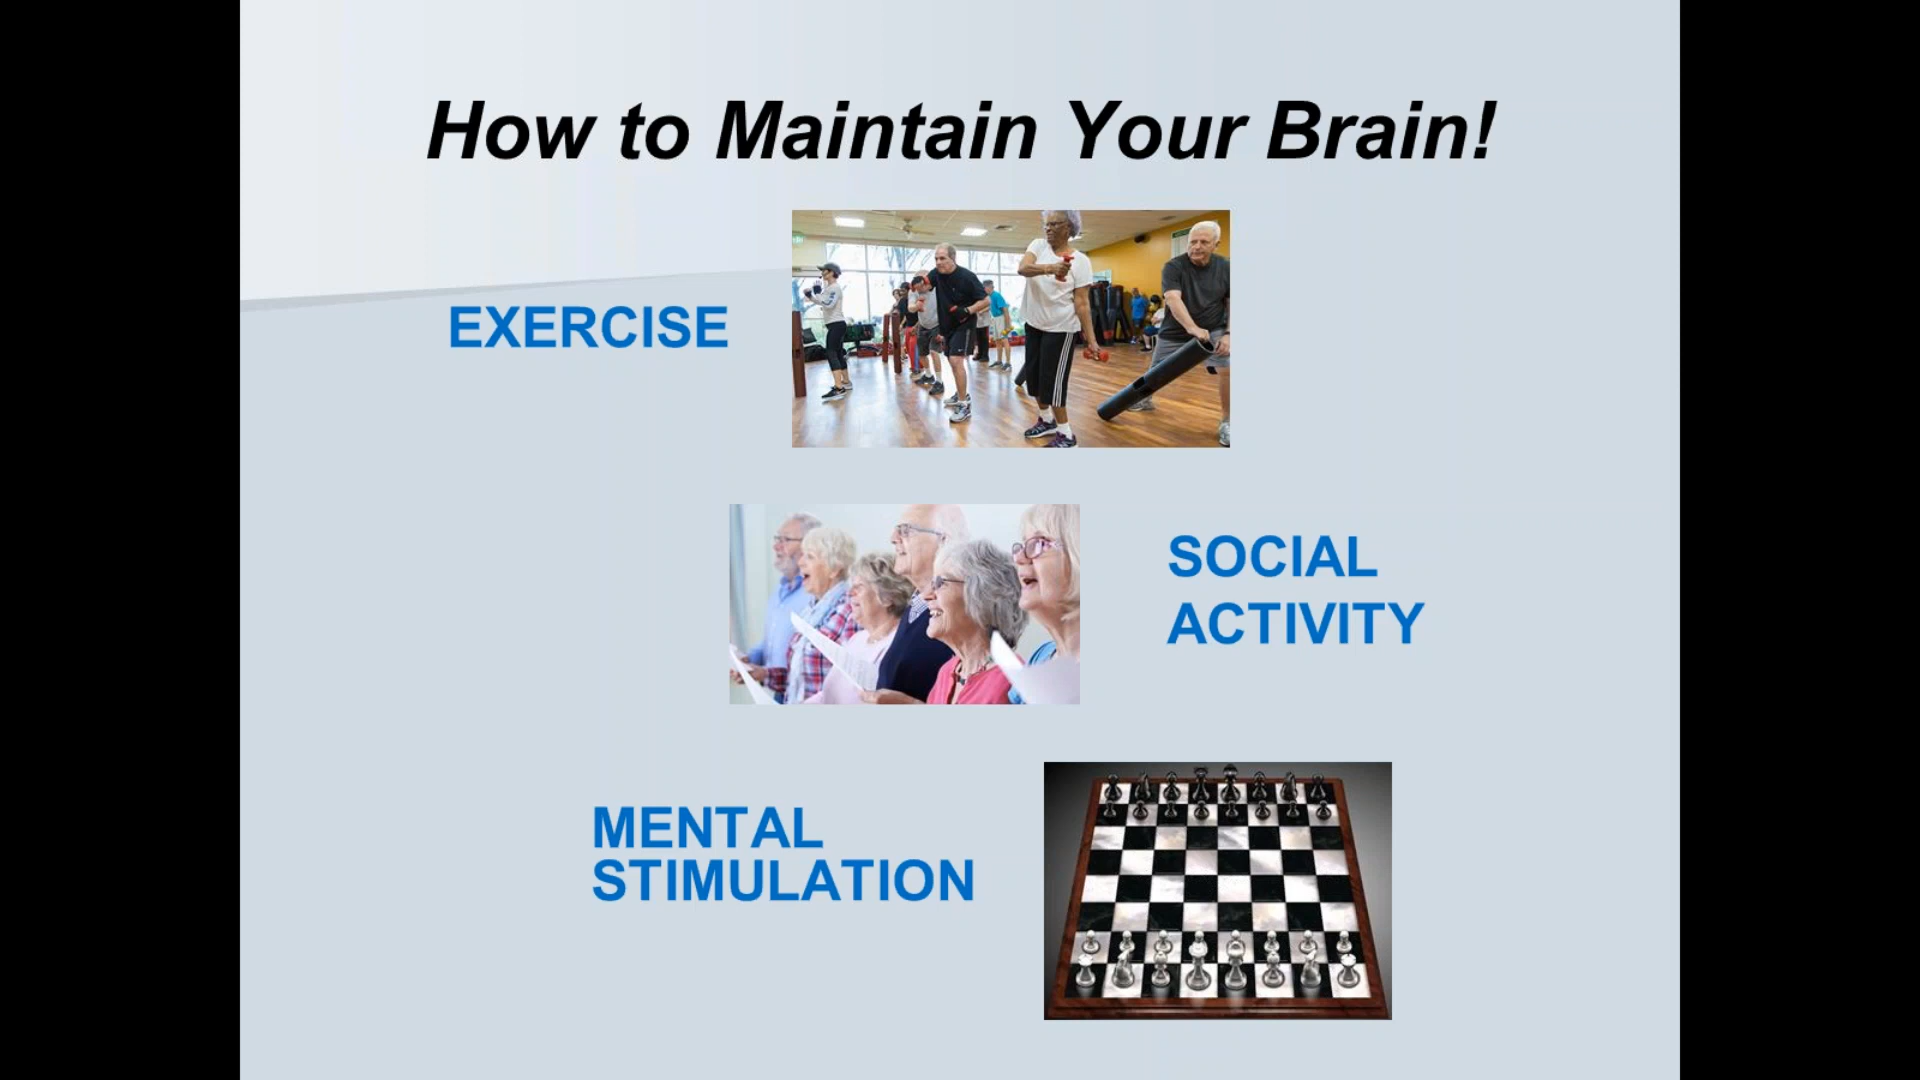 How to Maintain Your Brain!
EXERCISE
SOCIAL
ACTIVITY
MENTAL
STIMULATION